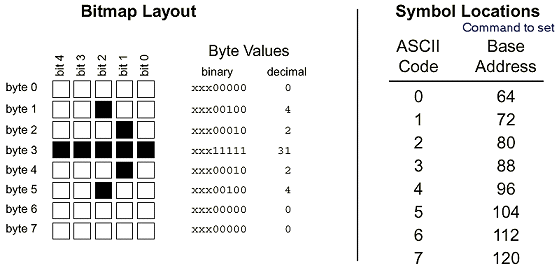 Bitmap Layout
bit 4 bit 3 bit 2 bit 1 bit 0
Byte Values
binary decimal
byte 0 xxx00000 0
byte 1 xxx00100 4
byte 2 xxx00010 2
byte 3 xxx11111 31
byte 4 xxx00010 2
byte 5 xxx00100 4
byte 6 xxx00000 0
byte 7 xxx00000 0
Symbol Locations
Command to set
ASCII Base
Code Address
0 64
1 72
2 80
3 88
4 96
5 104
6 112
7 120